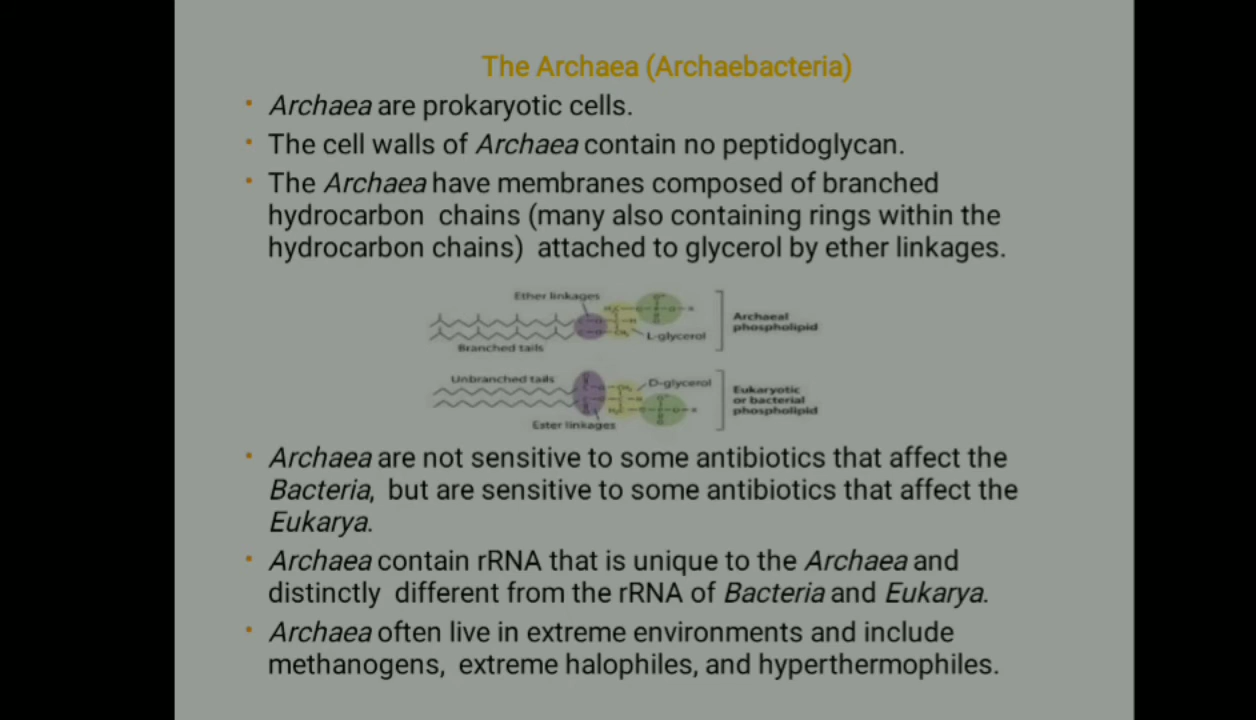 The Archaea (Archaebacteria)
• Archaea are prokaryotic cells.
• The cell walls of Archaea contain no peptidoglycan.
• The Archaea have membranes composed of branched
hydrocarbon chains (many also containing rings within the
hydrocarbon chains) attached to glycerol by ether linkages.
Ether linkages
Archaeal
phospholipid
L-glycerol
Branched tails
Unbranched tails
D-glycerol
Eukaryotic
or bacterial
phospholipid
Ester linkages
• Archaea are not sensitive to some antibiotics that affect the
Bacteria, but are sensitive to some antibiotics that affect the
Eukarya.
• Archaea contain rRNA that is unique to the Archaea and
distinctly different from the rRNA of Bacteria and Eukarya.
• Archaea often live in extreme environments and include
methanogens, extreme halophiles, and hyperthermophiles.